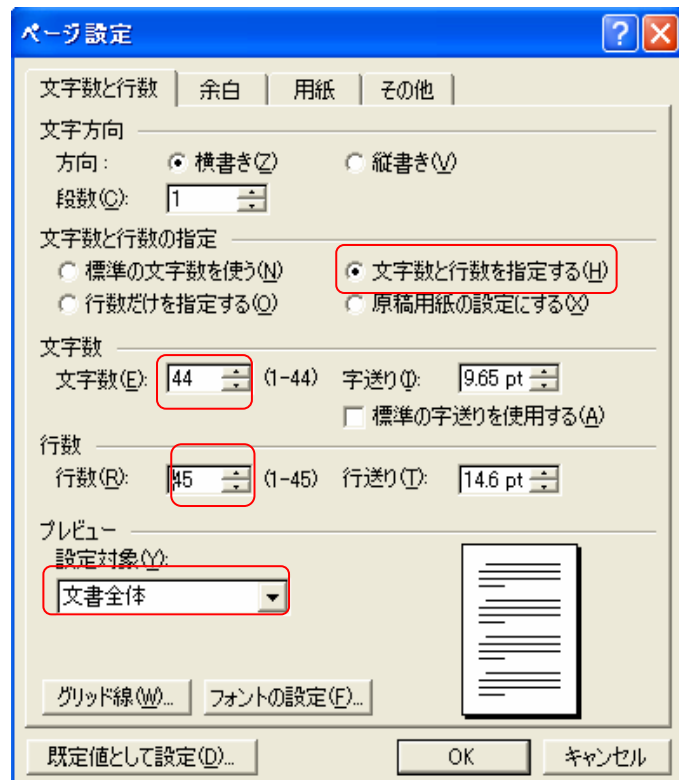 ページ設定
文字数と行数 余白 用紙 その他
文字方向
方向: 横書き(Z) 縦書き(V)
段数(C): 1
文字数と行数の指定
標準の文字数を使う(N) 文字数と行数を指定する(H)
行数だけを指定する(O) 原稿用紙の設定にする(X)
文字数
文字数(E): 44 (1-44) 字送り(I): 9.65 pt
標準の字送りを使用する(A)
行数
行数(R): 45 (1-45) 行送り(T): 14.6 pt
プレビュー
設定対象(Y):
文書全体
グリッド線(W)... フォントの設定(F)...
既定値として設定(D)... OK キャンセル